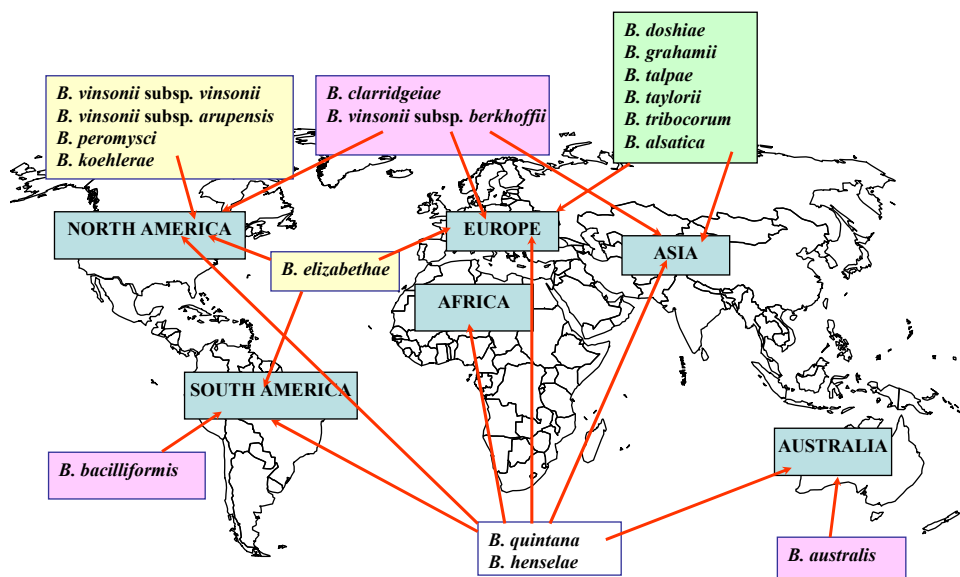 B. vinsonii subsp. vinsonii
B. vinsonii subsp. arupensis
B. peromysci
B. koehlerae
B. clarridgeiae
B. vinsonii subsp. berkhoffii
B. doshiae
B. grahamii
B. talpae
B. taylorii
B. tribocorum
B. alsatica
NORTH AMERICA
EUROPE
ASIA
B. elizabethae
AFRICA
SOUTH AMERICA
AUSTRALIA
B. bacilliformis
B. quintana
B. henselae
B. australis